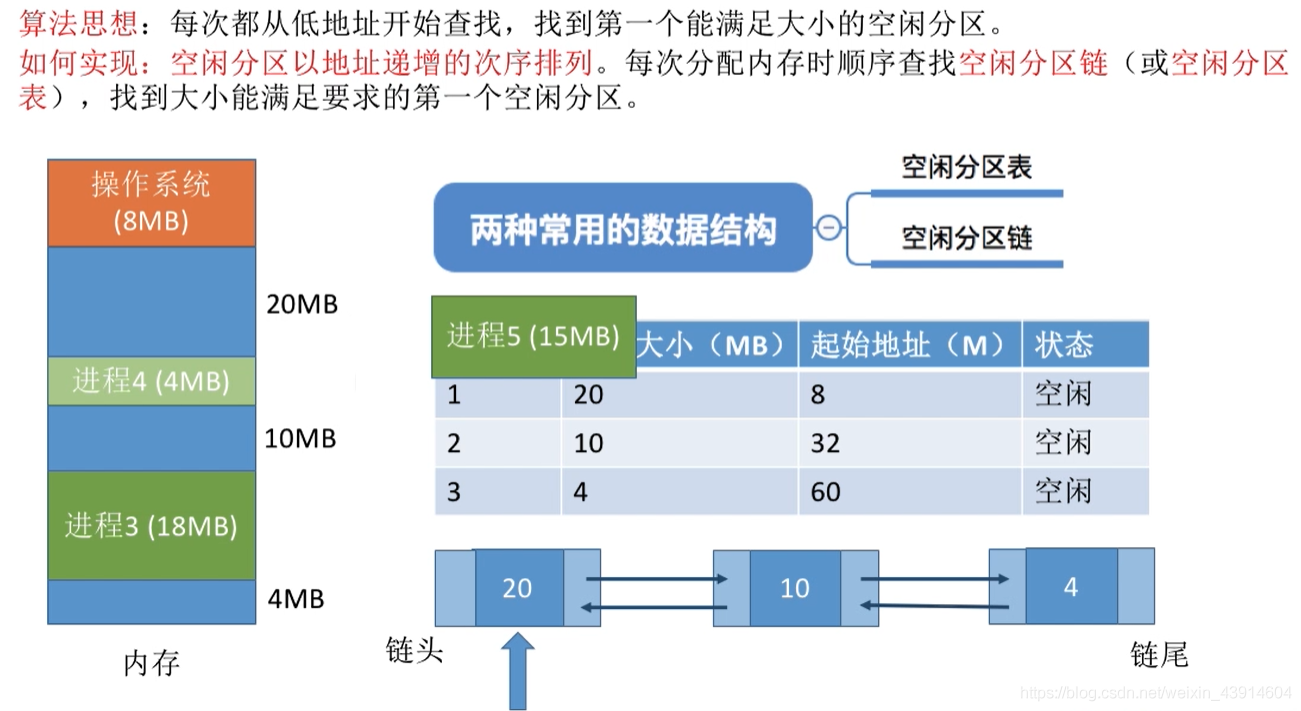 算法思想：每次都从低地址开始查找，找到第一个能满足大小的空闲分区。
如何实现：空闲分区以地址递增的次序排列。每次分配内存时顺序查找空闲分区链（或空闲分区
表），找到大小能满足要求的第一个空闲分区。
操作系统
(8MB)
20MB
进程4 (4MB)
10MB
进程3 (18MB)
4MB
内存
两种常用的数据结构
空闲分区表
空闲分区链
进程5 (15MB)
大小（MB） 起始地址（M） 状态
1 20 8 空闲
2 10 32 空闲
3 4 60 空闲
20 10 4
链头
链尾
https://blog.csdn.net/weixin_43914604